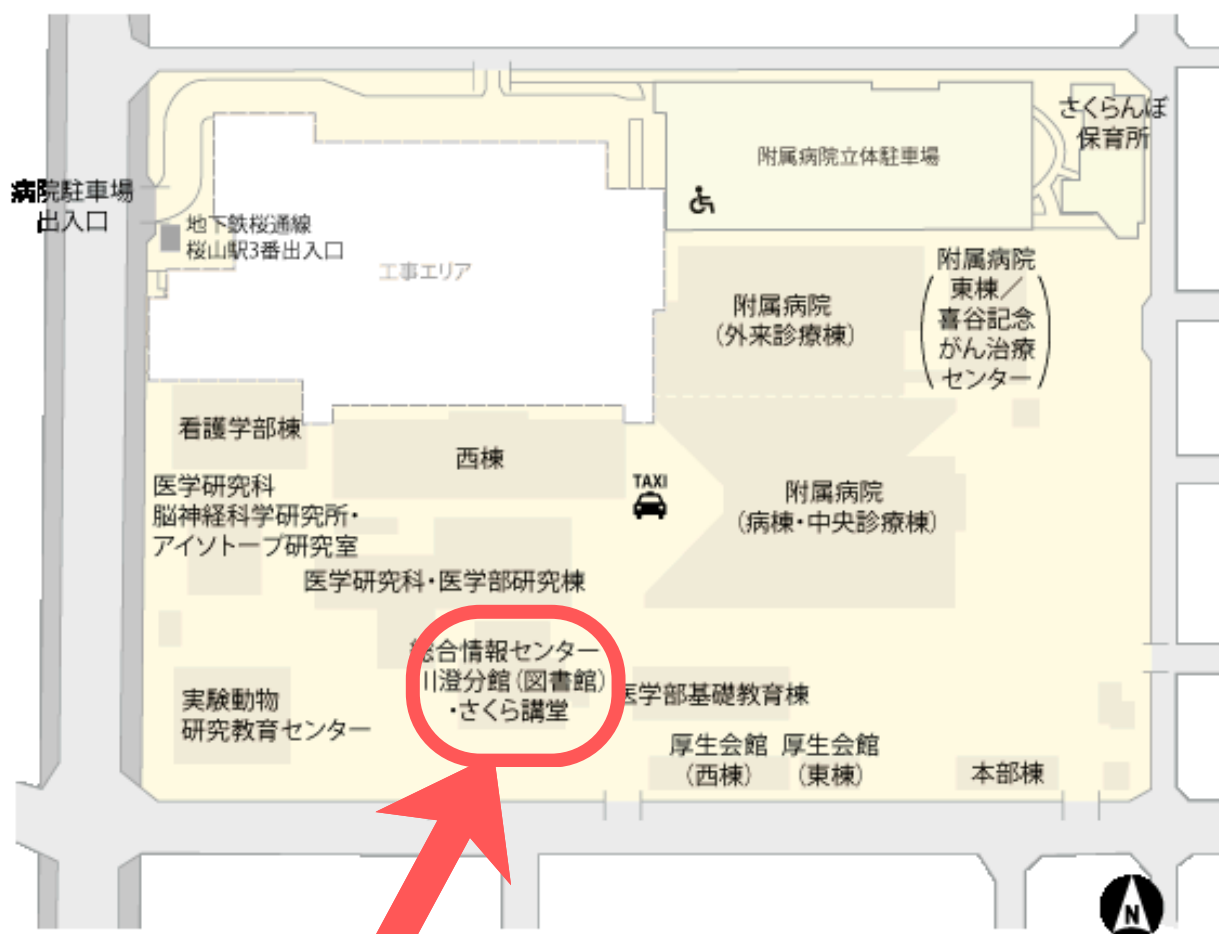 さくらんぼ
保育所
附属病院立体駐車場
病院駐車場
出入口
地下鉄桜通線
桜山駅3番出入口
工事エリア
附属病院
(外来診療棟)
附属病院
東棟／
喜谷記念
がん治療
センター
看護学部棟
西棟
TAXI
附属病院
(病棟・中央診療棟)
医学研究科
脳神経科学研究所・
アイソトープ研究室
医学研究科・医学部研究棟
総合情報センター
川澄分館(図書館)
・さくら講堂
実験動物
研究教育センター
医学部基礎教育棟
厚生会館
(西棟)
厚生会館
(東棟)
本部棟
N